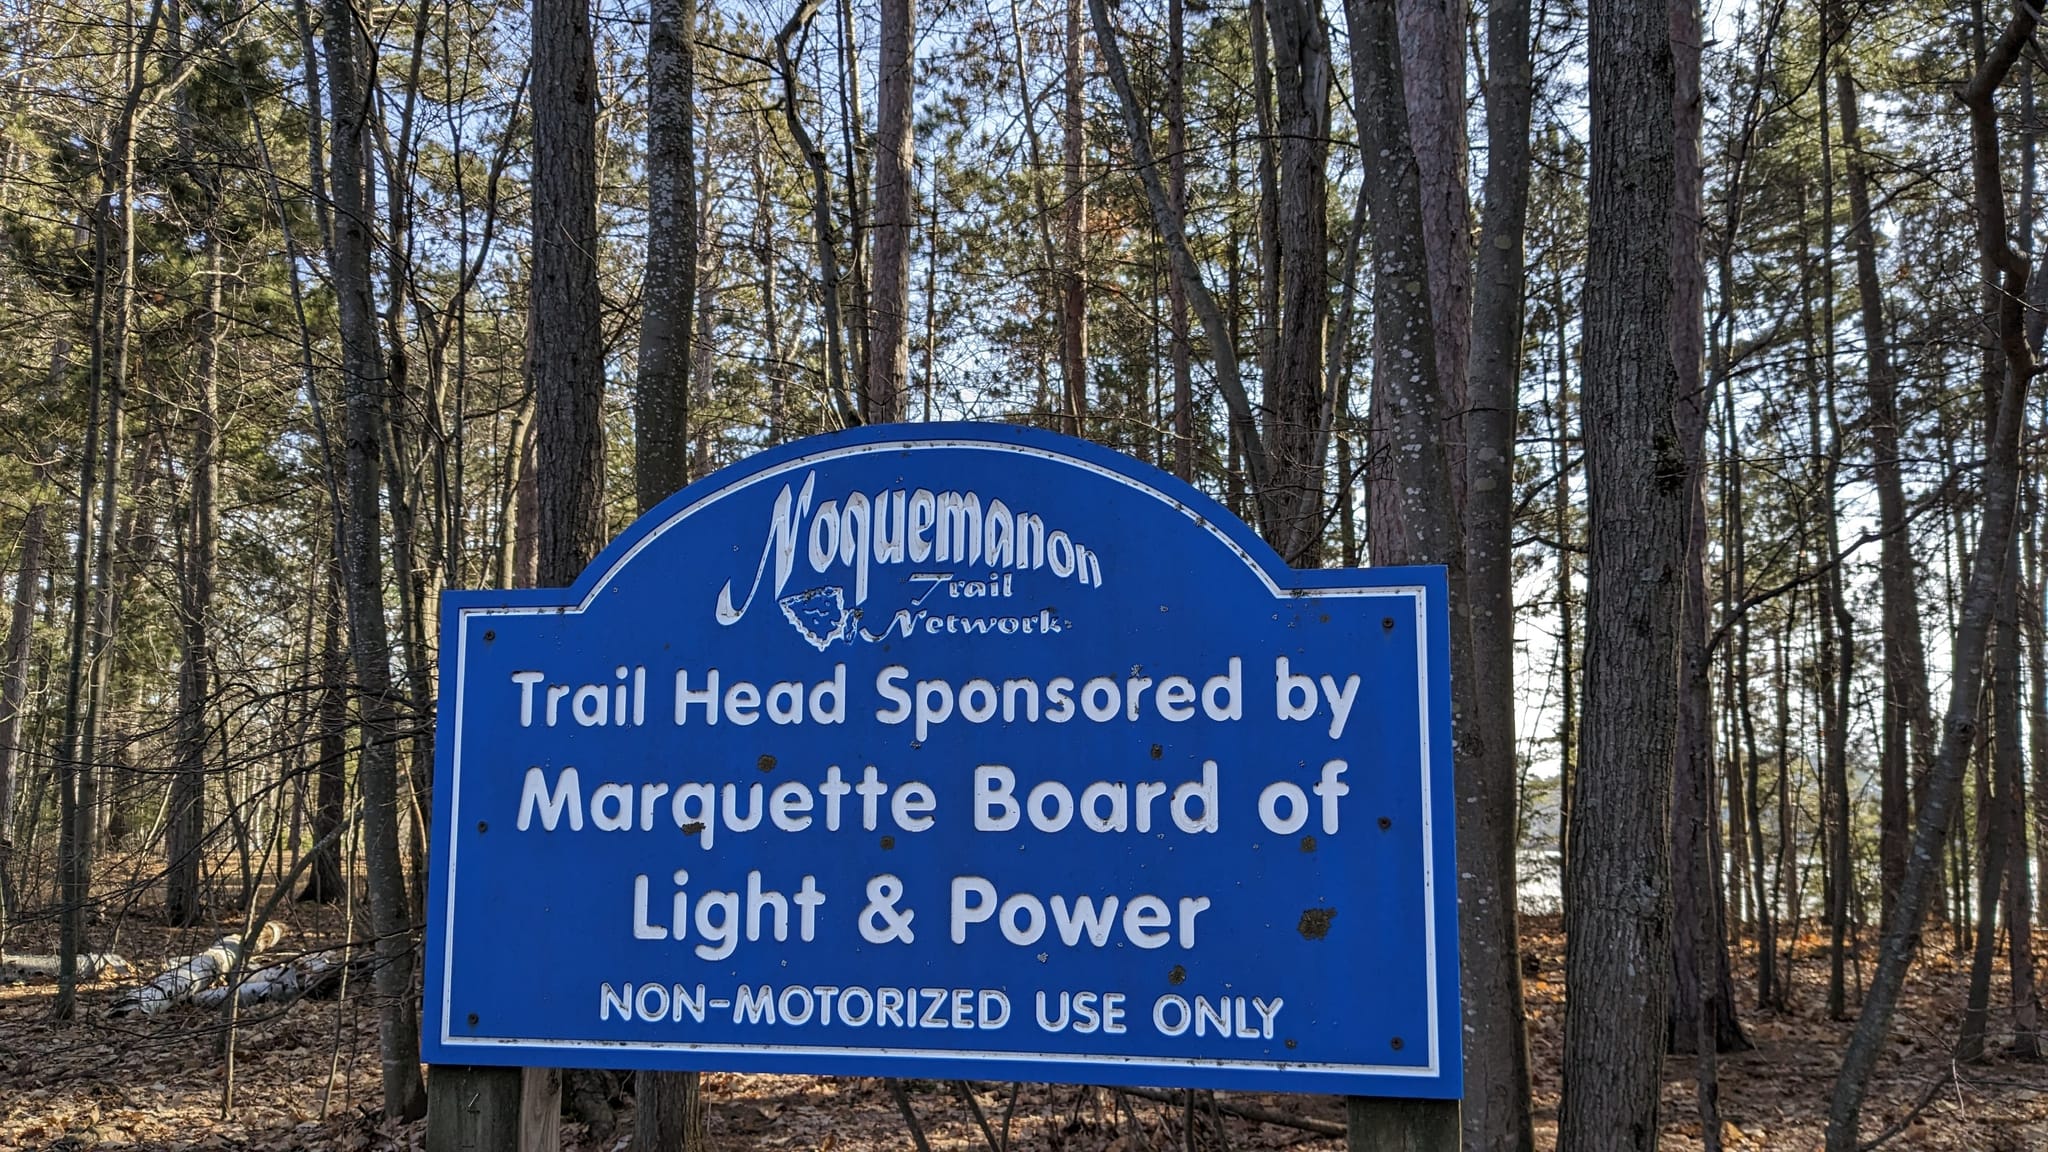 Noquemanon
Trail
Network
Trail Head Sponsored by
Marquette Board of
Light & Power
NON-MOTORIZED USE ONLY